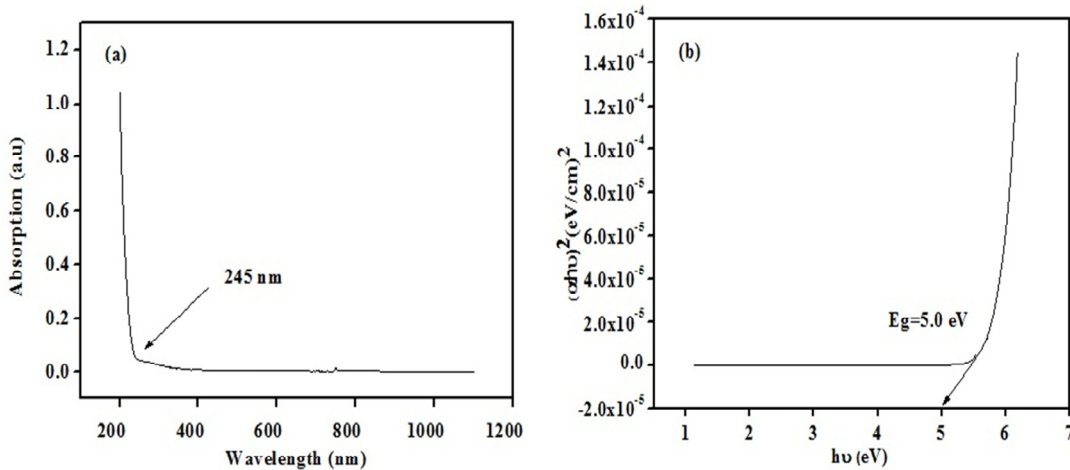 (a)
Absorption (a.u)
1.2
1.0
0.8
0.6
0.4
0.2
0.0
245 nm
200 400 600 800 1000 1200
Wavelength (nm)
(b)
(αhυ)²(eV/cm)²
1.6x10⁻⁴
1.4x10⁻⁴
1.2x10⁻⁴
1.0x10⁻⁴
8.0x10⁻⁵
6.0x10⁻⁵
4.0x10⁻⁵
2.0x10⁻⁵
0.0
-2.0x10⁻⁵
Eg=5.0 eV
1 2 3 4 5 6 7
hυ (eV)